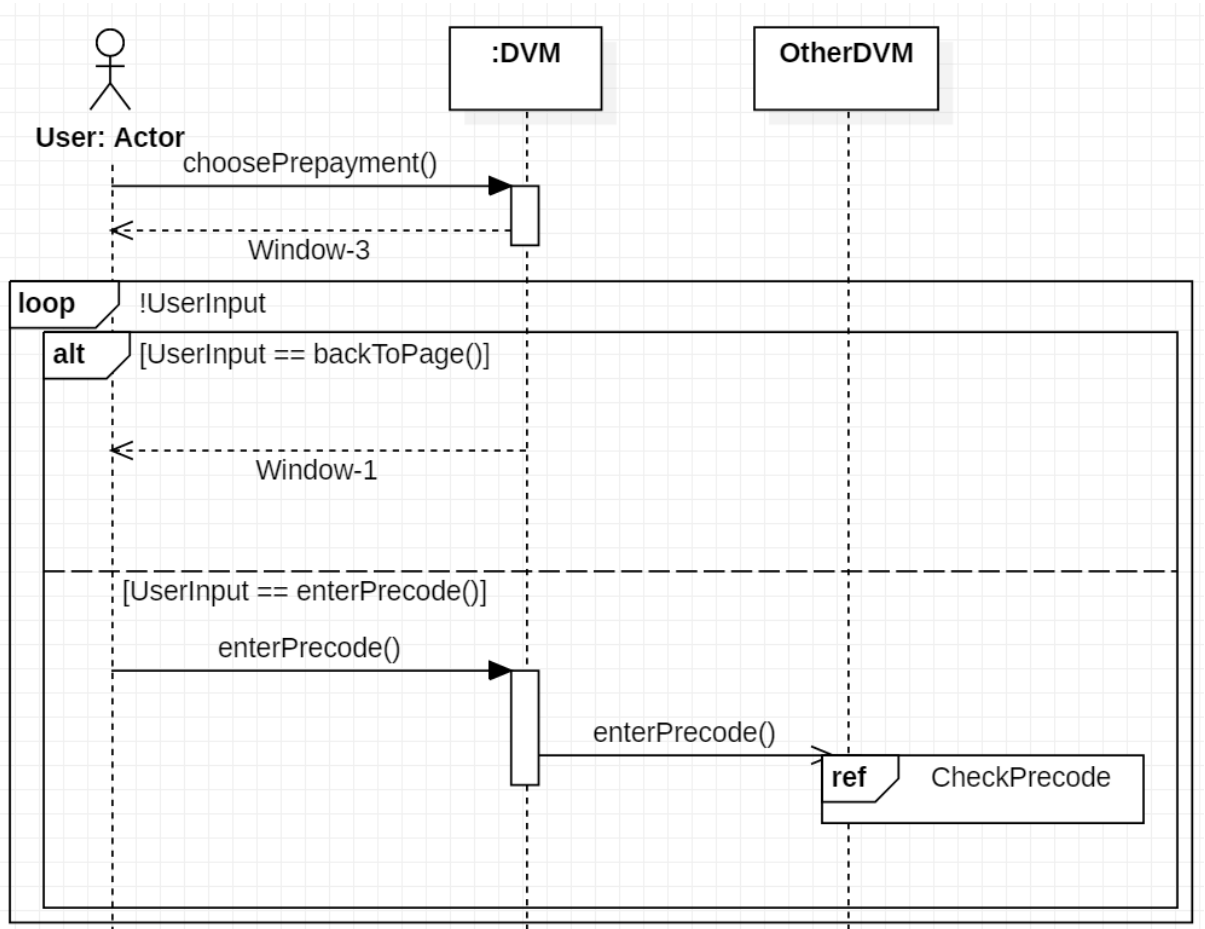 :DVM
OtherDVM
User: Actor
choosePrepayment()
Window-3
loop
!UserInput
alt
[UserInput == backToPage()]
Window-1
[UserInput == enterPrecode()]
enterPrecode()
enterPrecode()
ref
CheckPrecode